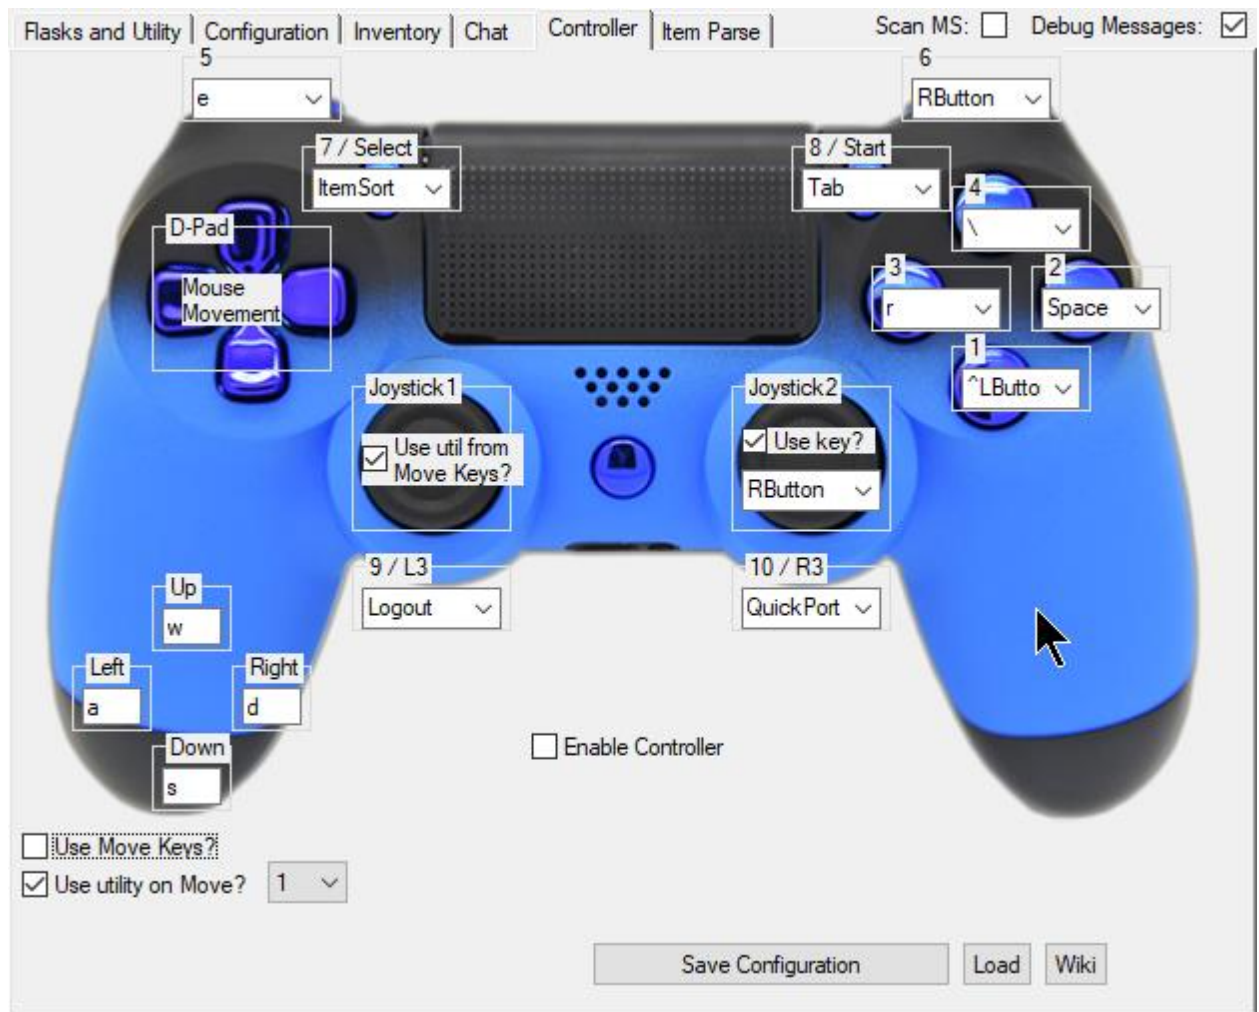 Flasks and Utility
Configuration
Inventory
Chat
Controller
Item Parse
Scan MS:
Debug Messages:
5
e
6
RButton
7 / Select
ItemSort
8 / Start
Tab
4
\
D-Pad
Mouse
Movement
3
r
2
Space
1
^LButto
Joystick1
Use util from
Move Keys?
Joystick2
Use key?
RButton
9 / L3
Logout
10 / R3
QuickPort
Up
w
Left
a
Right
d
Down
s
Enable Controller
Use Move Keys?
Use utility on Move?
1
Save Configuration
Load
Wiki